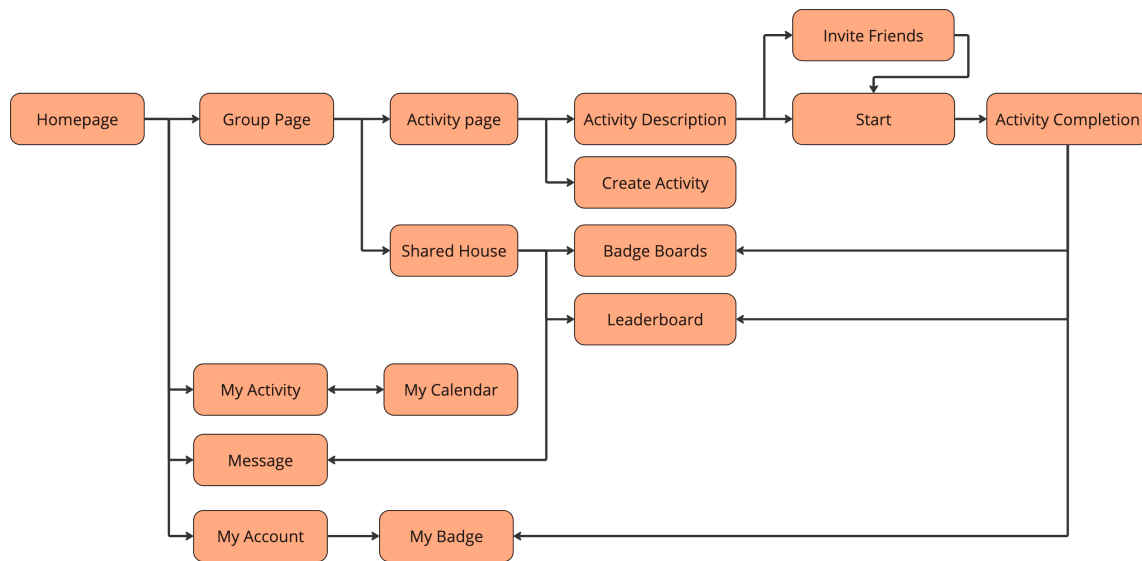 Invite Friends
Homepage
Group Page
Activity page
Activity Description
Start
Activity Completion
Create Activity
Shared House
Badge Boards
Leaderboard
My Activity
My Calendar
Message
My Account
My Badge